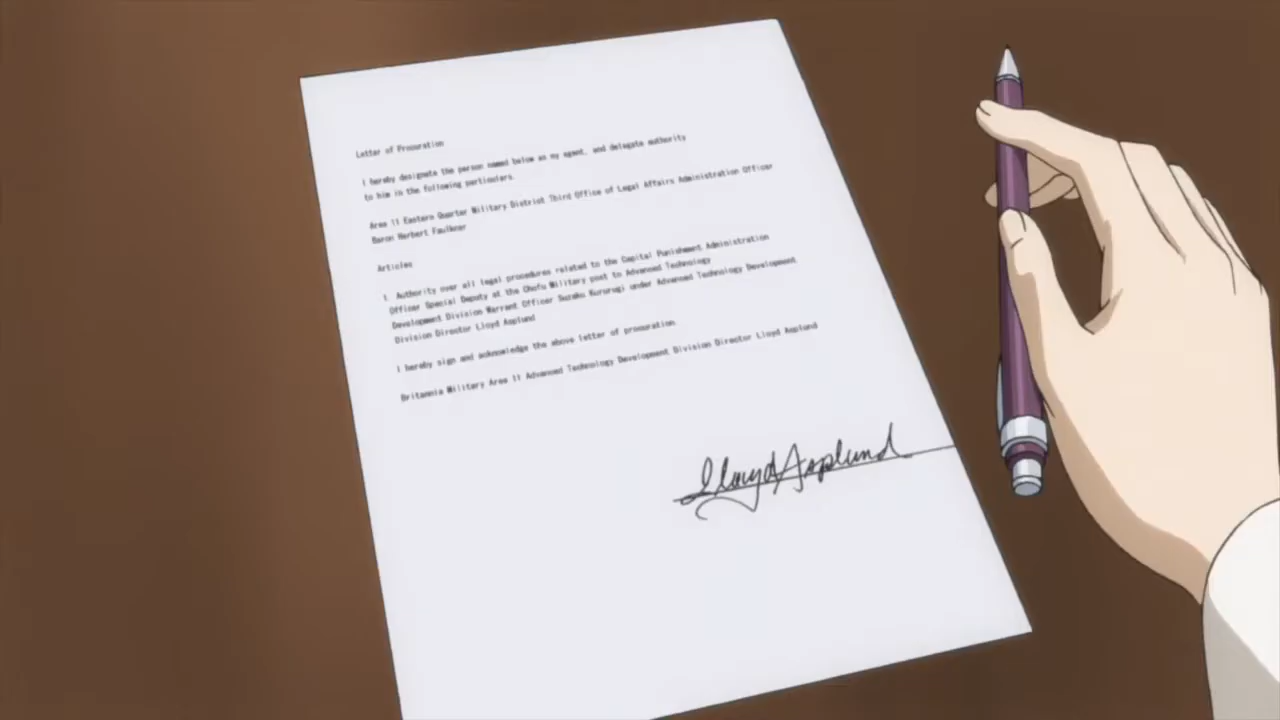 Letter of Procuration
I hereby designate the person named below as my agent, and delegate authority
to him in the following particulars.
Area 11 Eastern Quarter Military District Third Office of Legal Affairs Administration Officer
Baron Herbert Faulkner
Articles
1. Authority over all legal procedures related to the Capital Punishment Administration
Officer Special Deputy at the Chofu Military post to Advanced Technology
Development Division Warrant Officer Suzaku Kururugi under Advanced Technology Development
Division Director Lloyd Asplund
I hereby sign and acknowledge the above letter of procuration.
Britannia Military Area 11 Advanced Technology Development Division Director Lloyd Asplund
Lloyd Asplund